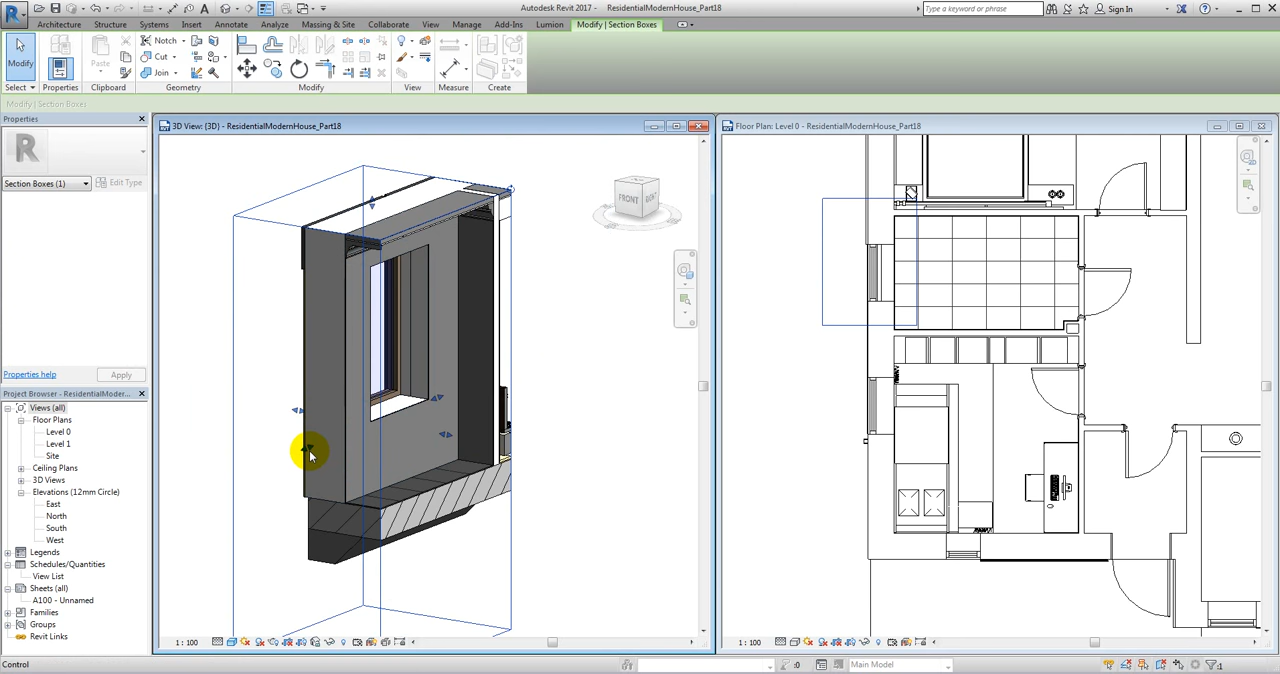 Autodesk Revit 2017 - ResidentialModernHouse_Part18
Type a keyword or phrase
Sign In
Architecture Structure Systems Insert Annotate Analyze Massing & Site Collaborate View Manage Add-Ins Lumion Modify | Section Boxes
Modify
Paste
Notch
Cut
Join
Select Properties Clipboard Geometry Modify View Measure Create
Modify | Section Boxes
Properties
R
Section Boxes (1)
Edit Type
Properties help
Apply
Project Browser - ResidentialModer...
Views (all)
Floor Plans
Level 0
Level 1
Site
Ceiling Plans
3D Views
Elevations (12mm Circle)
East
North
South
West
Legends
Schedules/Quantities
View List
Sheets (all)
A100 - Unnamed
Families
Groups
Revit Links
3D View: {3D} - ResidentialModernHouse_Part18
FRONT
1 : 100
Floor Plan: Level 0 - ResidentialModernHouse_Part18
1 : 100
Control
:0
Main Model
:1